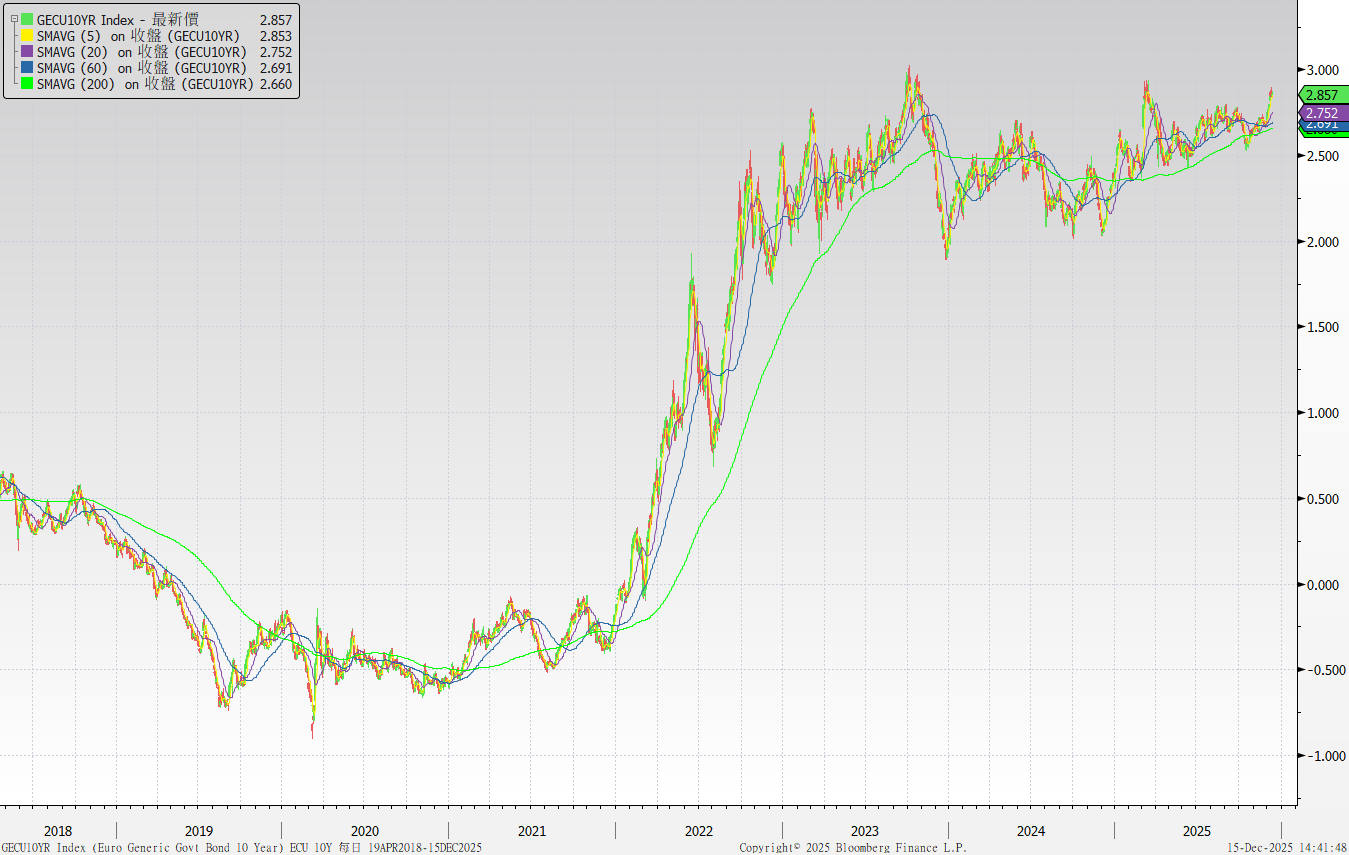 GECU10YR Index - 最新價 2.857
SMAVG (5) on 收盤 (GECU10YR) 2.853
SMAVG (20) on 收盤 (GECU10YR) 2.752
SMAVG (60) on 收盤 (GECU10YR) 2.691
SMAVG (200) on 收盤 (GECU10YR) 2.660
3.000
2.857
2.752
2.691
2.500
2.000
1.500
1.000
0.500
0.000
-0.500
-1.000
2018 2019 2020 2021 2022 2023 2024 2025
GECU10YR Index (Euro Generic Govt Bond 10 Year) ECU 10Y 每日 19APR2018-15DEC2025 Copyright© 2025 Bloomberg Finance L.P. 15-Dec-2025 14:41:48